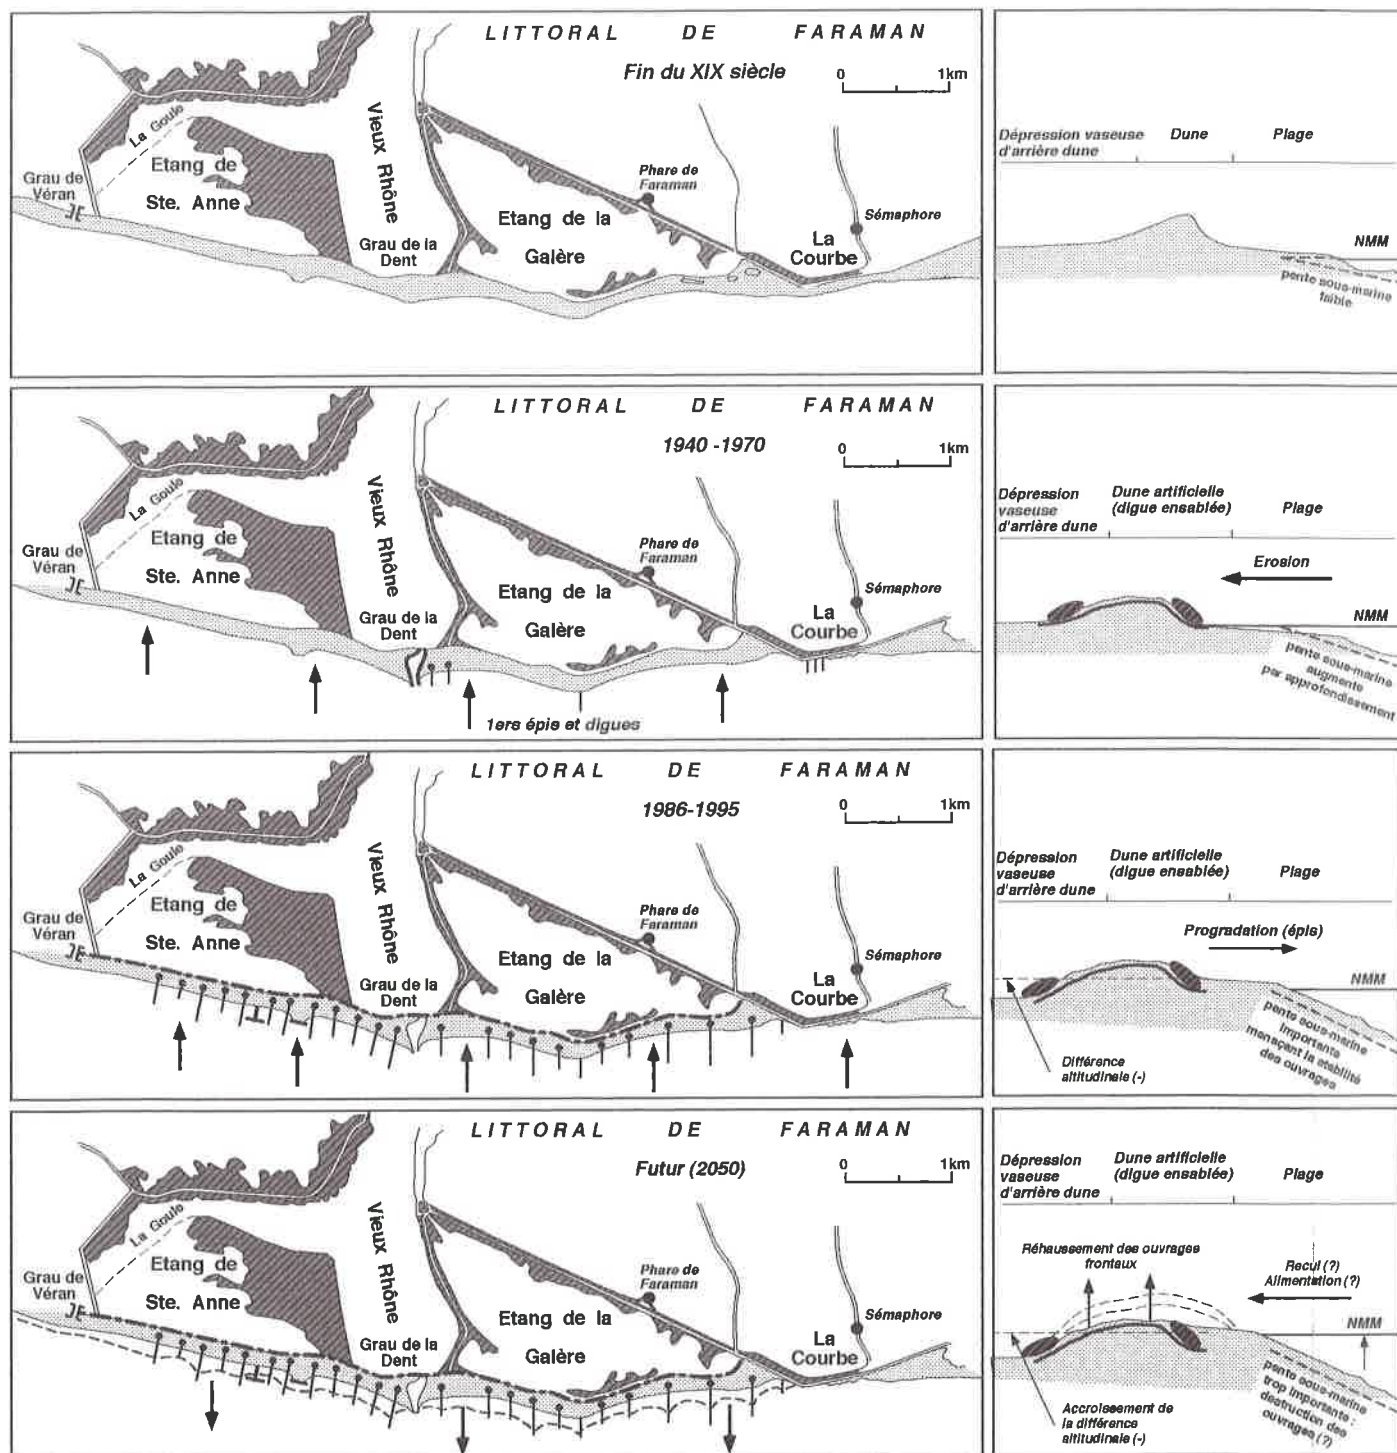 LITTORAL DE FARAMAN
Fin du XIX siècle
0 1km
La Goule
Grau de
Véran
Etang de
Ste. Anne
Vieux Rhône
Grau de la
Dent
Etang de la
Galère
Phare de
Faraman
La
Courbe
Sémaphore
Dépression vaseuse
d'arrière dune
Dune
Plage
NMM
pente sous-marine
faible
LITTORAL DE FARAMAN
1940 -1970
0 1km
La Goule
Grau de
Véran
Etang de
Ste. Anne
Vieux Rhône
Grau de la
Dent
Etang de la
Galère
Phare de
Faraman
La
Courbe
Sémaphore
1ers épis et digues
Dépression
vaseuse
d'arrière dune
Dune artificielle
(digue ensablée)
Plage
Erosion
NMM
pente sous-marine
augmente
par approfondissement
LITTORAL DE FARAMAN
1986-1995
0 1km
La Goule
Grau de
Véran
Etang de
Ste. Anne
Vieux Rhône
Grau de la
Dent
Etang de la
Galère
Phare de
Faraman
La
Courbe
Sémaphore
Dépression
vaseuse
d'arrière dune
Dune artificielle
(digue ensablée)
Plage
Progradation (épis)
NMM
Différence
altitudinale (-)
pente sous-marine
importante
menaçant la stabilité
des ouvrages
LITTORAL DE FARAMAN
Futur (2050)
0 1km
La Goule
Grau de
Véran
Etang de
Ste. Anne
Vieux Rhône
Grau de la
Dent
Etang de la
Galère
Phare de
Faraman
La
Courbe
Sémaphore
Dépression
vaseuse
d'arrière dune
Dune artificielle
(digue ensablée)
Plage
Réhaussement des ouvrages
frontaux
Recul (?)
Alimentation (?)
NMM
Accroissement de
la différence
altitudinale (-)
pente sous-marine
trop importante :
destruction des
ouvrages (?)